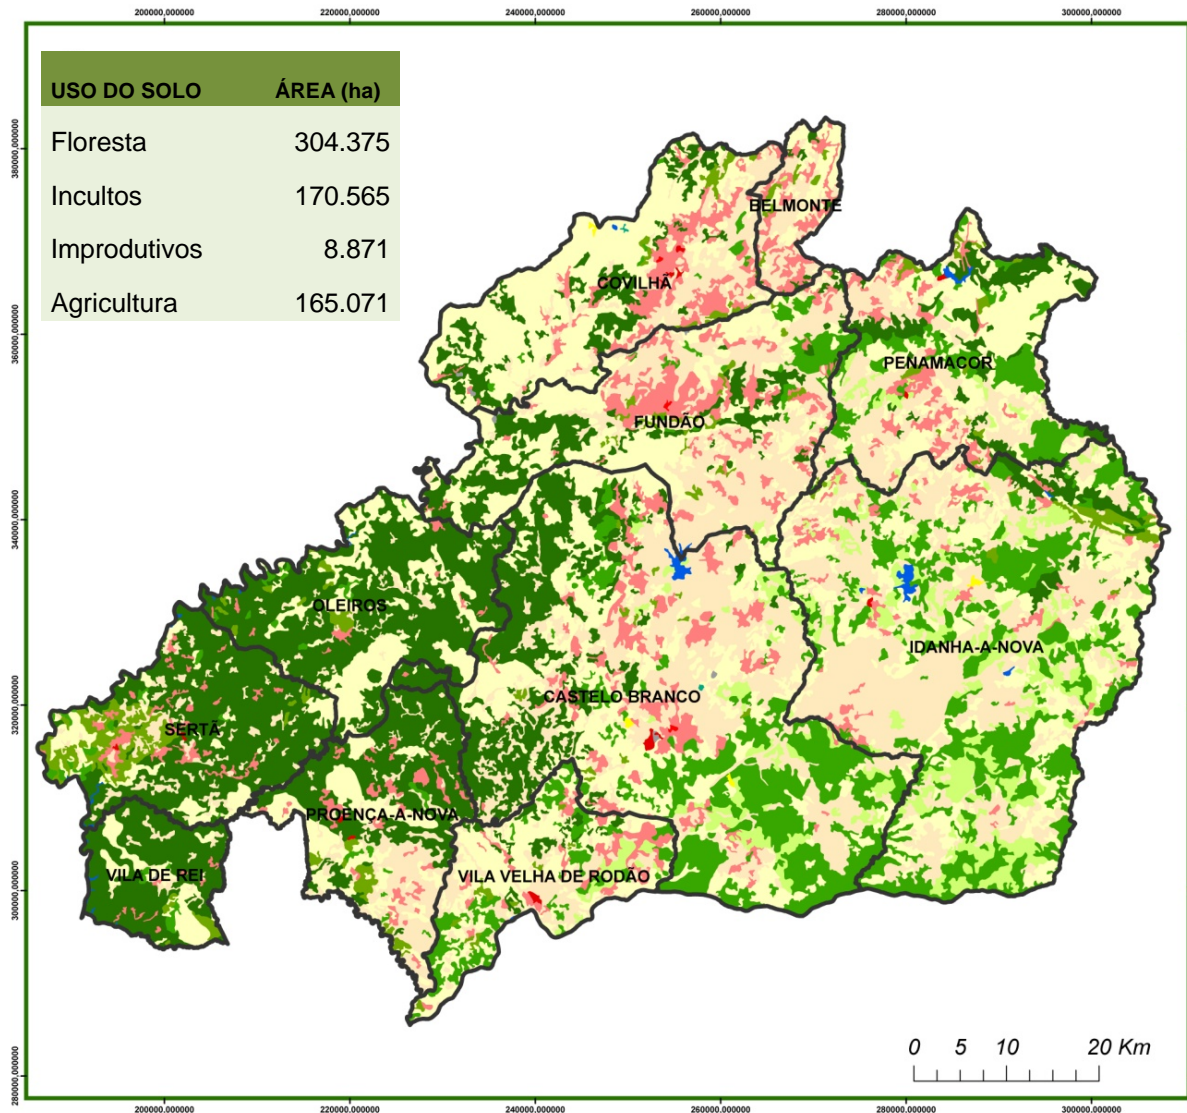 200000,000000 220000,000000 240000,000000 260000,000000 280000,000000 300000,000000
USO DO SOLO ÁREA (ha)
Floresta 304.375
Incultos 170.565
Improdutivos 8.871
Agricultura 165.071
380000,000000
360000,000000
340000,000000
320000,000000
300000,000000
280000,000000
BELMONTE
COVILHÃ
PENAMACOR
FUNDÃO
OLEIROS
IDANHA-A-NOVA
CASTELO BRANCO
SERTÃ
PROENÇA-A-NOVA
VILA DE REI
VILA VELHA DE RODÃO
0 5 10 20 Km
200000,000000 220000,000000 240000,000000 260000,000000 280000,000000 300000,000000